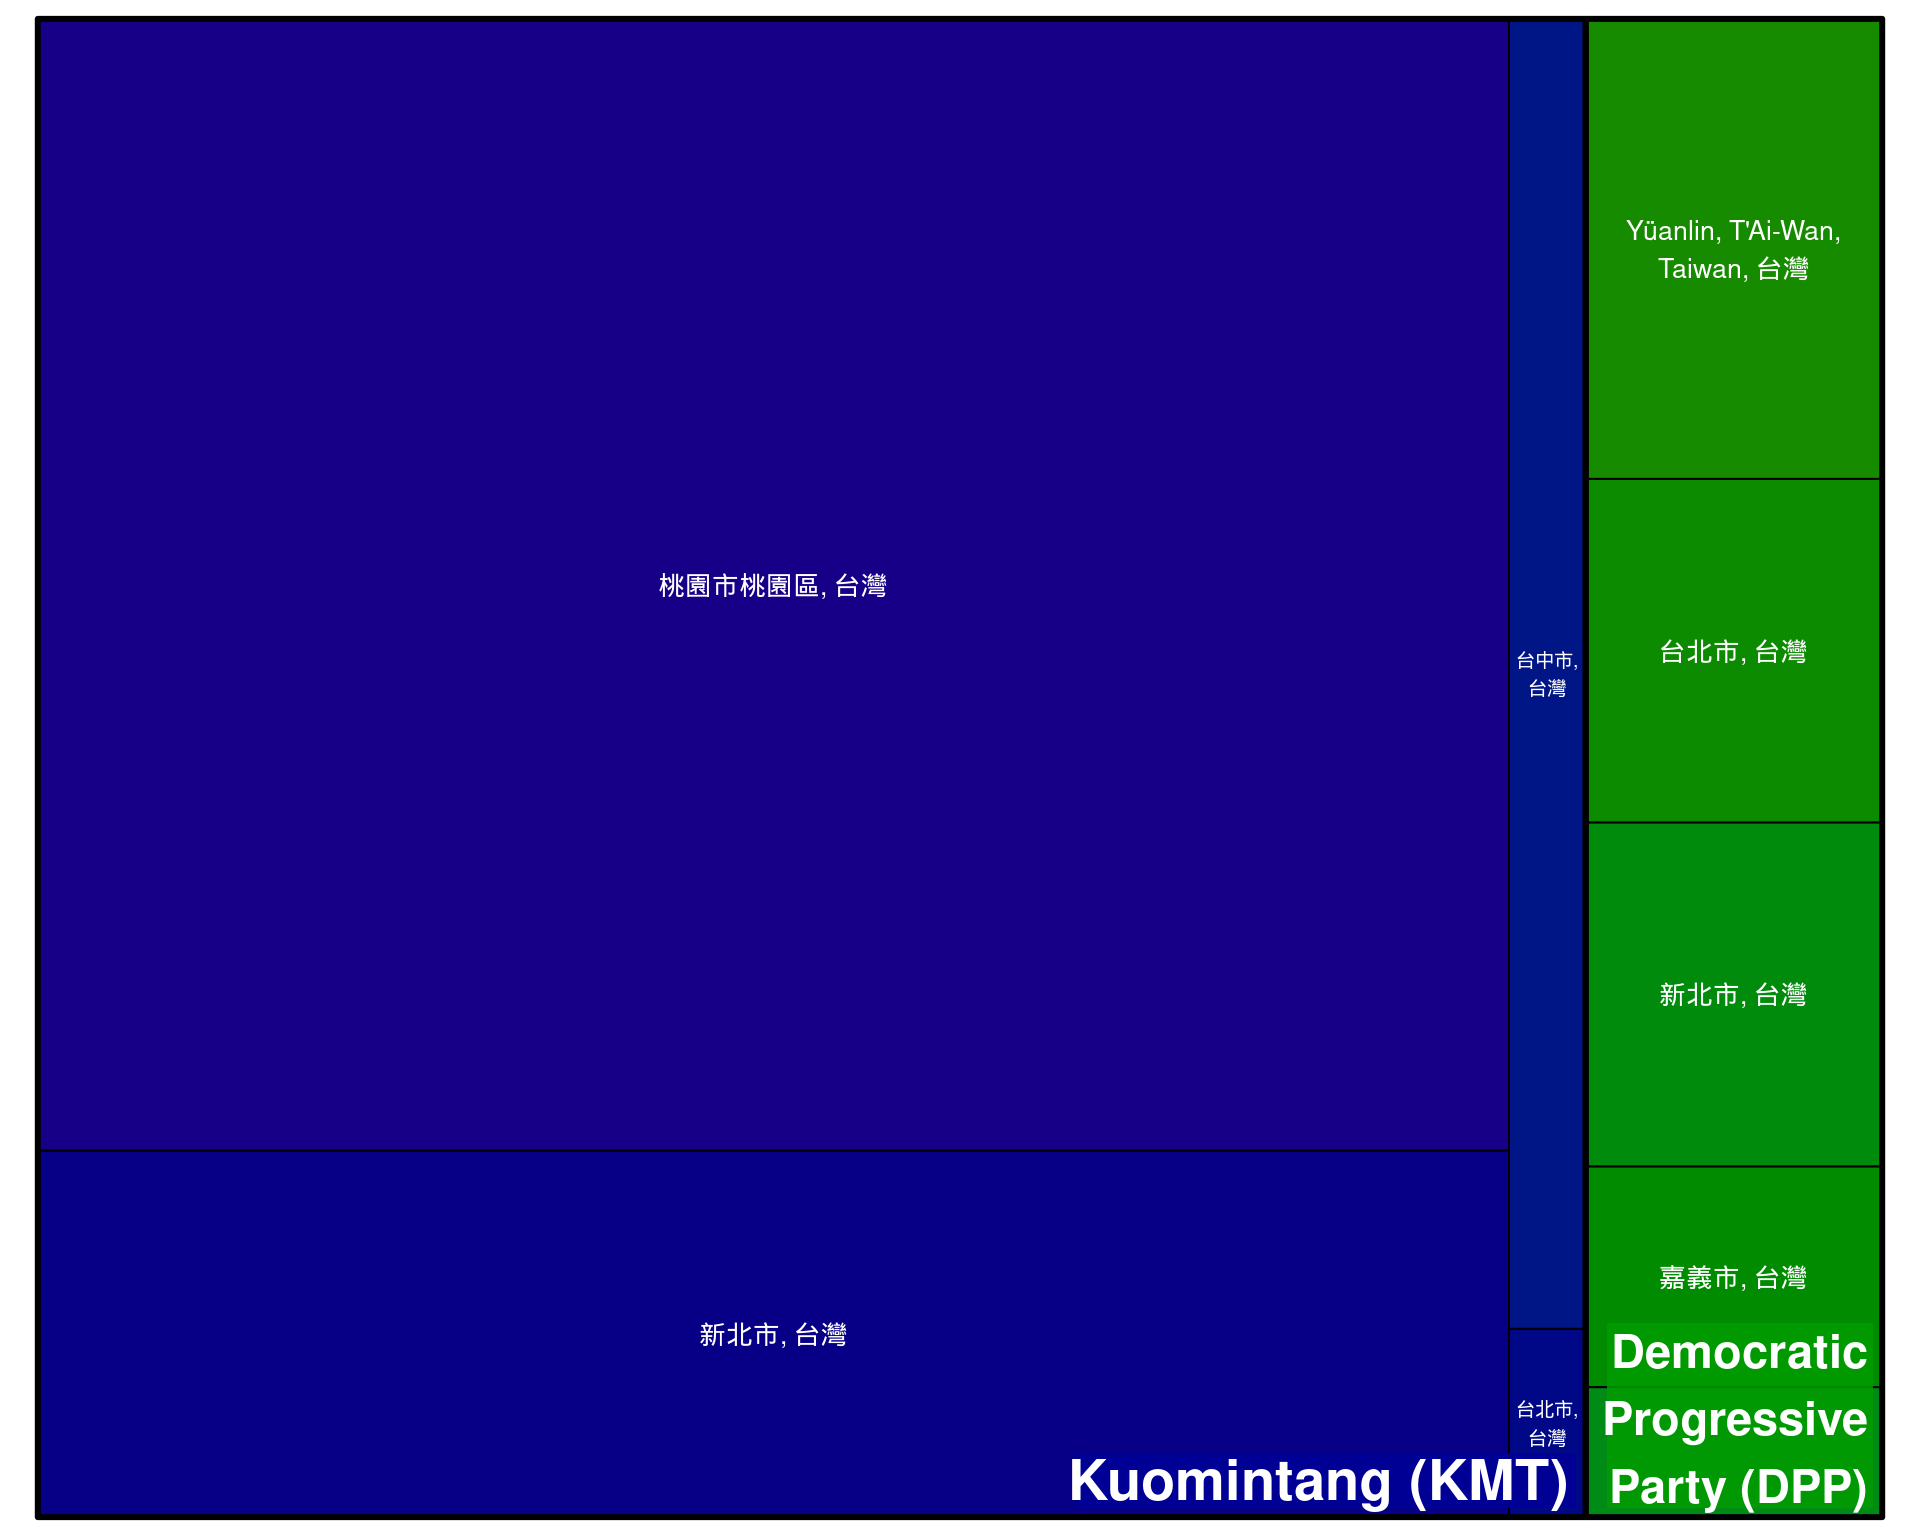 桃園市桃園區, 台灣
新北市, 台灣
台中市,
台灣
台北市,
台灣
Kuomintang (KMT)
Yüanlin, T'Ai-Wan,
Taiwan, 台灣
台北市, 台灣
新北市, 台灣
嘉義市, 台灣
Democratic
Progressive
Party (DPP)